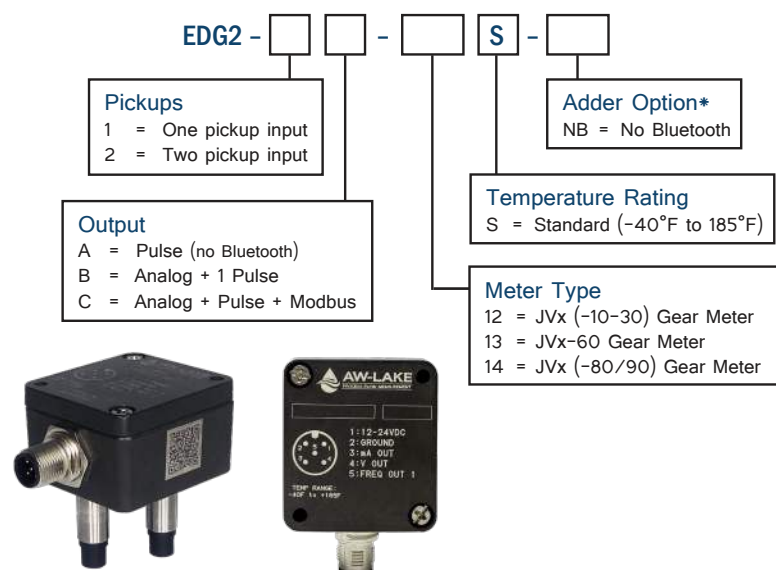 EDG2 - - S -
Pickups
1 = One pickup input
2 = Two pickup input
Adder Option*
NB = No Bluetooth
Output
A = Pulse (no Bluetooth)
B = Analog + 1 Pulse
C = Analog + Pulse + Modbus
Temperature Rating
S = Standard (-40°F to 185°F)
Meter Type
12 = JVx (-10-30) Gear Meter
13 = JVx-60 Gear Meter
14 = JVx (-80/90) Gear Meter
AW-LAKE
1:12-24VDC
2:GROUND
3:mA OUT
4:V OUT
5:FREQ OUT 1
TEMP RANGE:
-40F to +185F